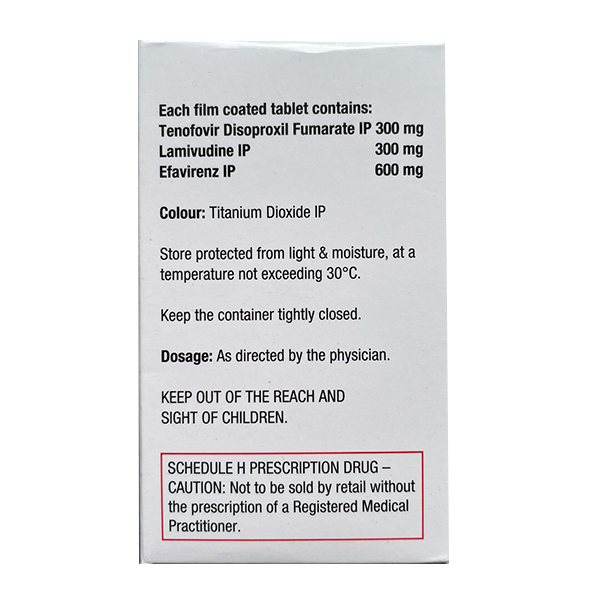 Each film coated tablet contains:
Tenofovir Disoproxil Fumarate IP 300 mg
Lamivudine IP 300 mg
Efavirenz IP 600 mg
Colour: Titanium Dioxide IP
Store protected from light & moisture, at a
temperature not exceeding 30°C.
Keep the container tightly closed.
Dosage: As directed by the physician.
KEEP OUT OF THE REACH AND
SIGHT OF CHILDREN.
SCHEDULE H PRESCRIPTION DRUG –
CAUTION: Not to be sold by retail without
the prescription of a Registered Medical
Practitioner.